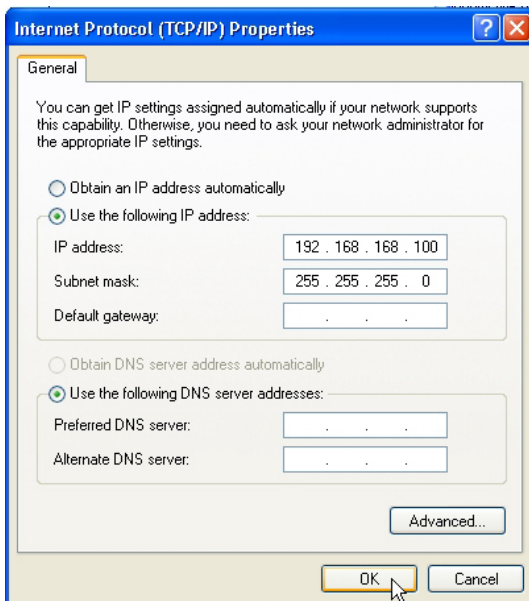 Internet Protocol (TCP/IP) Properties
General
You can get IP settings assigned automatically if your network supports
this capability. Otherwise, you need to ask your network administrator for
the appropriate IP settings.
Obtain an IP address automatically
Use the following IP address:
IP address: 192 . 168 . 168 . 100
Subnet mask: 255 . 255 . 255 . 0
Default gateway: . . .
Obtain DNS server address automatically
Use the following DNS server addresses:
Preferred DNS server: . . .
Alternate DNS server: . . .
Advanced...
OK Cancel